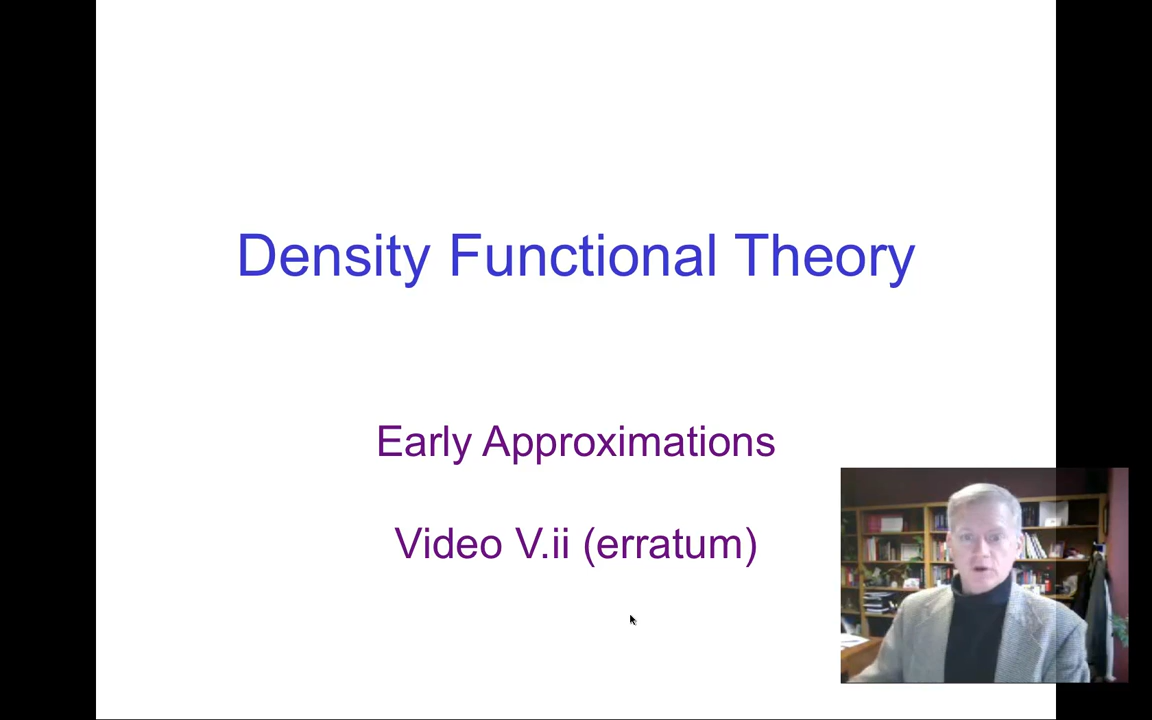 Density Functional Theory
Early Approximations
Video V.ii (erratum)